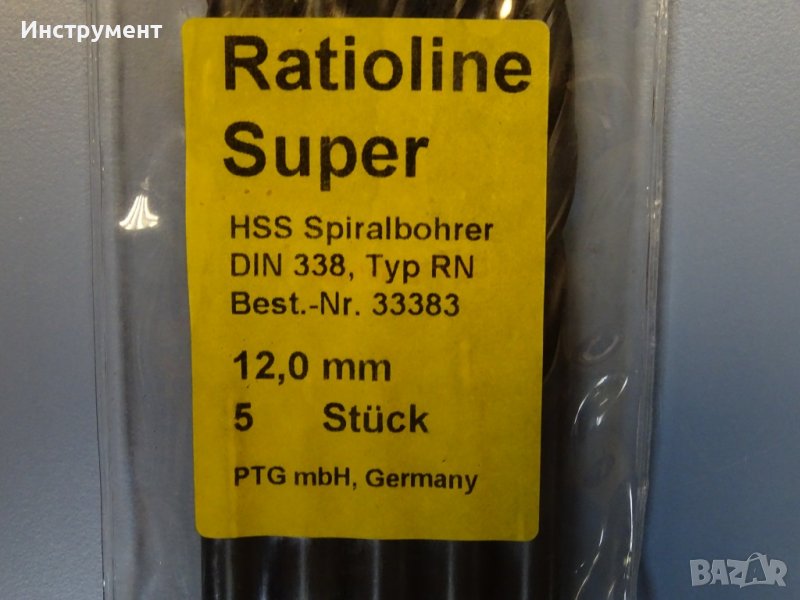 Инструмент
Ratioline
Super
HSS Spiralbohrer
DIN 338, Typ RN
Best.-Nr. 33383
12,0 mm
5 Stück
PTG mbH, Germany
BAZAR